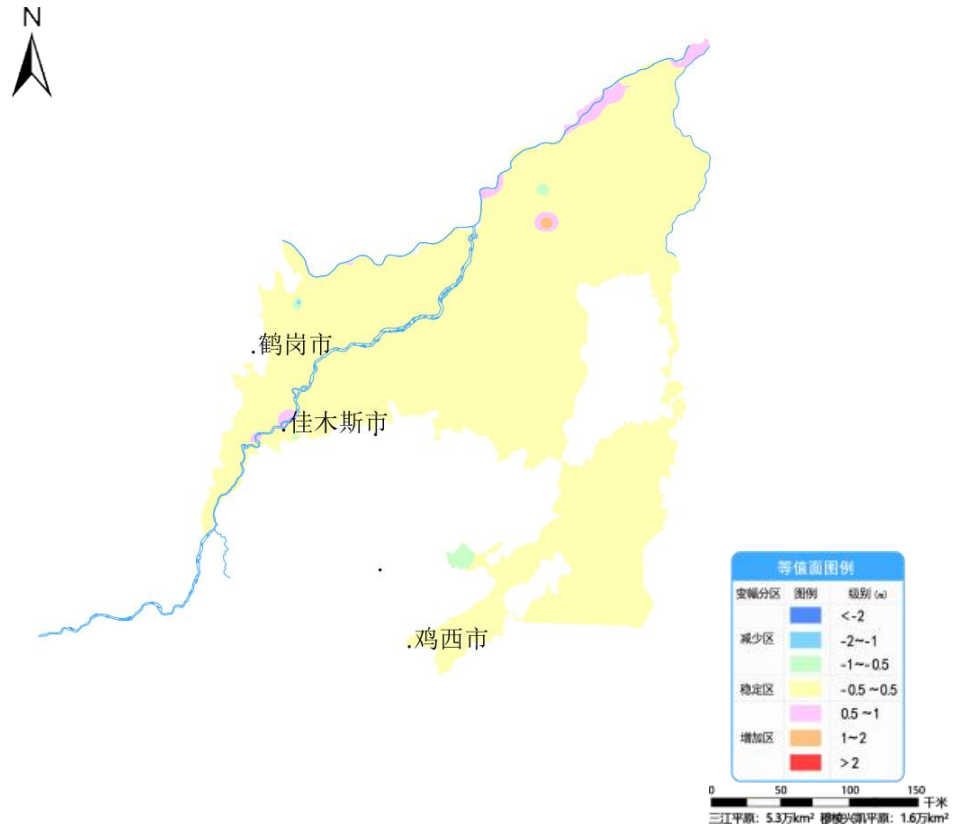 N
鹤岗市
佳木斯市
鸡西市
等值面图例
变幅分区 图例 级别 (m)
<-2
减少区 -2~-1
-1~-0.5
稳定区 -0.5~0.5
0.5~1
增加区 1~2
>2
0 50 100 150
千米
三江平原：5.3万km² 穆棱兴凯平原：1.6万km²